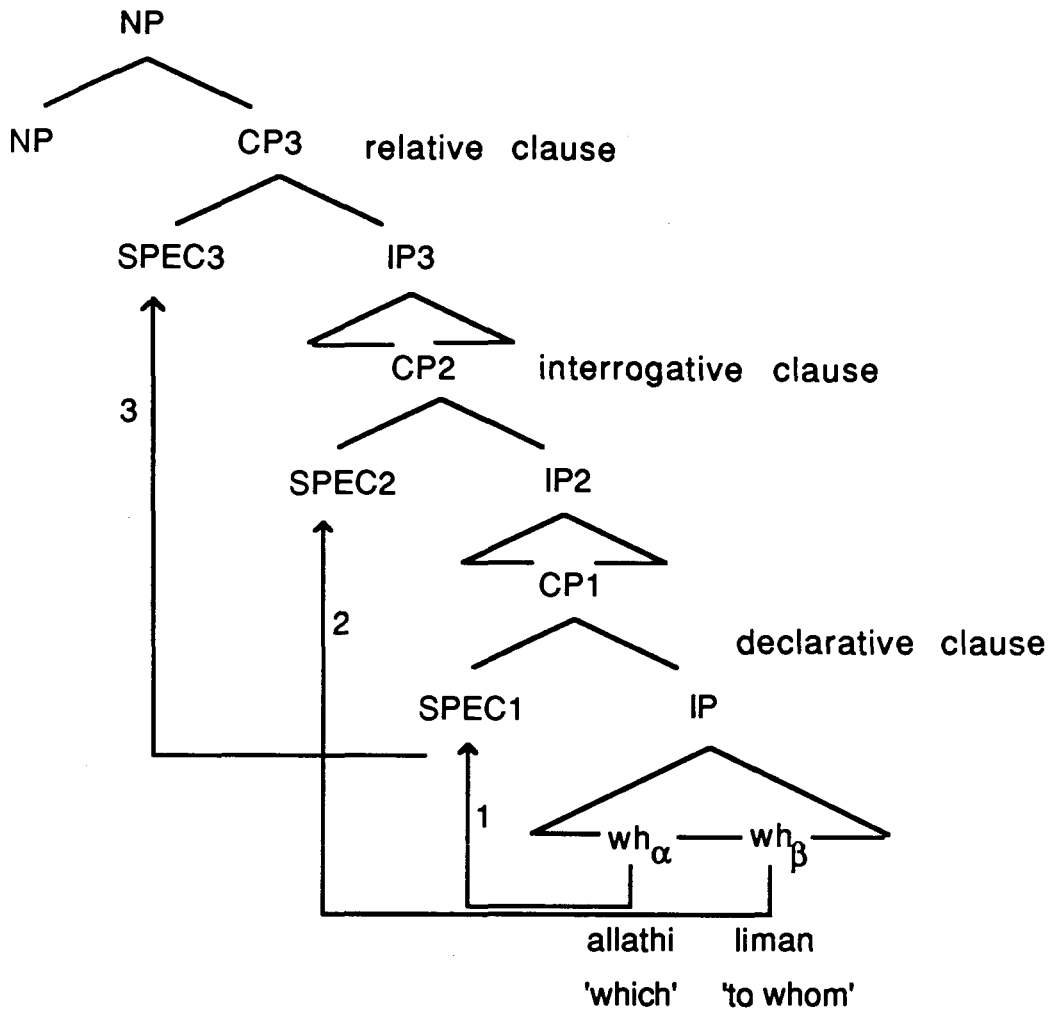 NP
NP CP3 relative clause
SPEC3 IP3
CP2 interrogative clause
3
SPEC2 IP2
CP1
2
declarative clause
SPEC1 IP
1
whα whβ
allathi liman
'which' 'to whom'